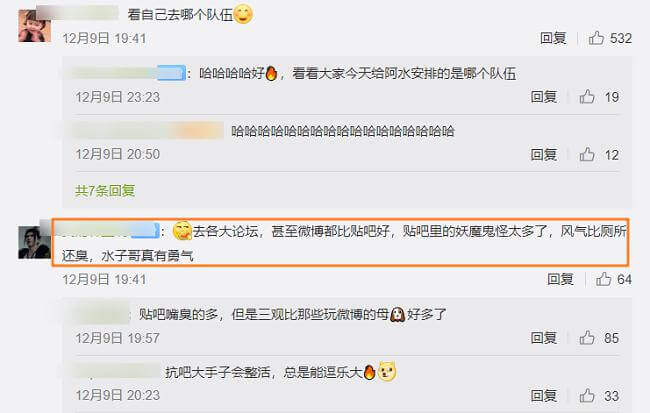 看自己去哪个队伍
12月9日 19:41
回复
532
：哈哈哈哈好，看看大家今天给阿水安排的是哪个队伍
12月9日 23:23
回复
19
哈哈哈哈哈哈哈哈哈哈哈哈哈哈哈哈哈
12月9日 20:50
回复
12
共7条回复
：去各大论坛，甚至微博都比贴吧好，贴吧里的妖魔鬼怪太多了，风气比厕所
还臭，水子哥真有勇气
12月9日 19:41
回复
64
：贴吧嘴臭的多，但是三观比那些玩微博的母好多了
12月9日 19:57
回复
85
：抗吧大手子会整活，总是能逗乐大
12月9日 20:23
回复
33